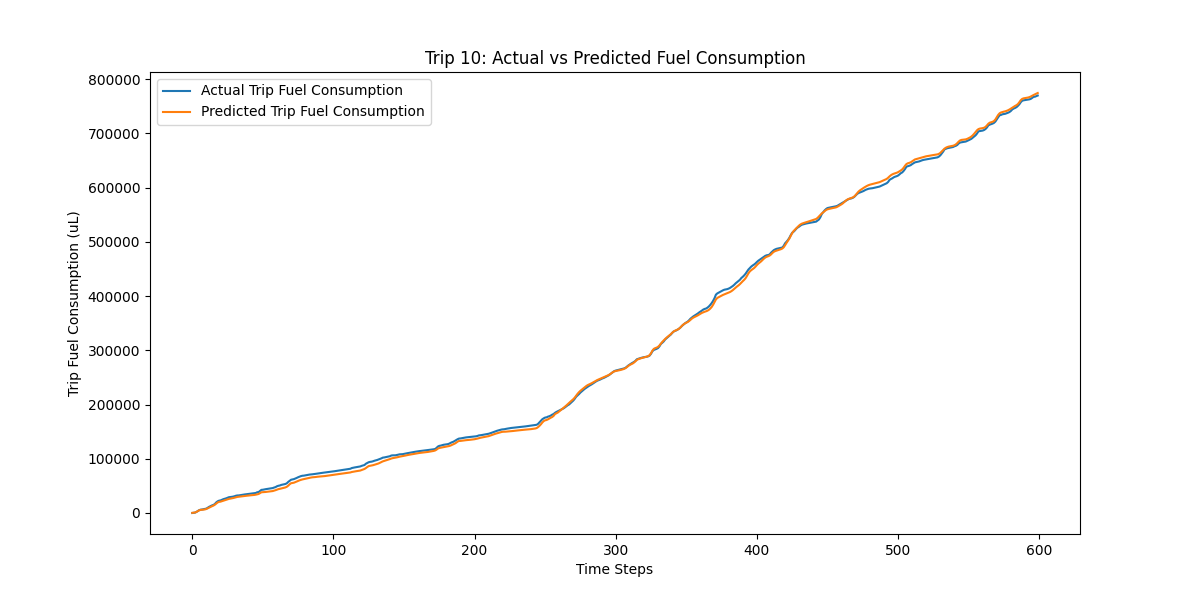 Trip 10: Actual vs Predicted Fuel Consumption
Actual Trip Fuel Consumption
Predicted Trip Fuel Consumption
Trip Fuel Consumption (uL)
800000
700000
600000
500000
400000
300000
200000
100000
0
0 100 200 300 400 500 600
Time Steps